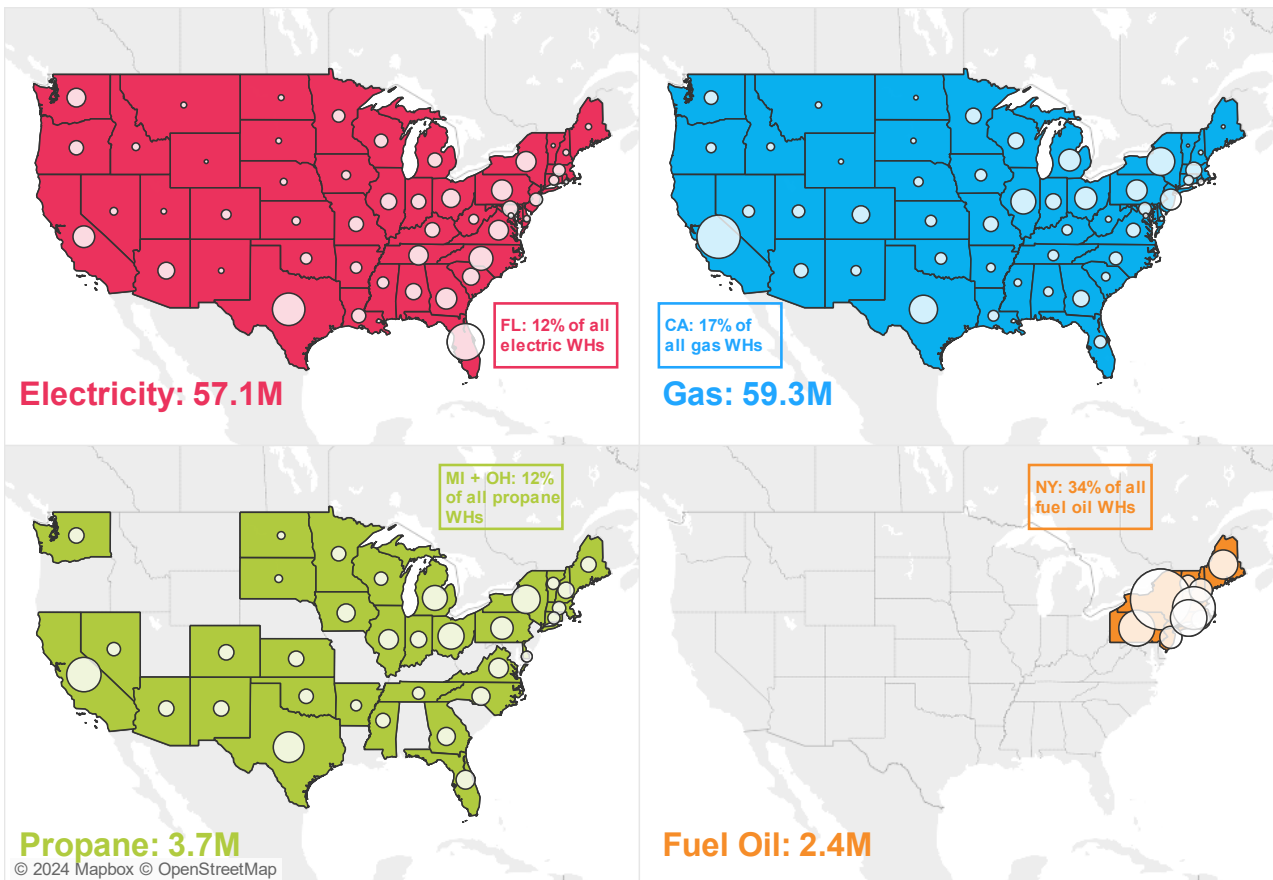 FL: 12% of all
electric WHs
Electricity: 57.1M
CA: 17% of
all gas WHs
Gas: 59.3M
MI + OH: 12%
of all propane
WHs
Propane: 3.7M
© 2024 Mapbox © OpenStreetMap
NY: 34% of all
fuel oil WHs
Fuel Oil: 2.4M